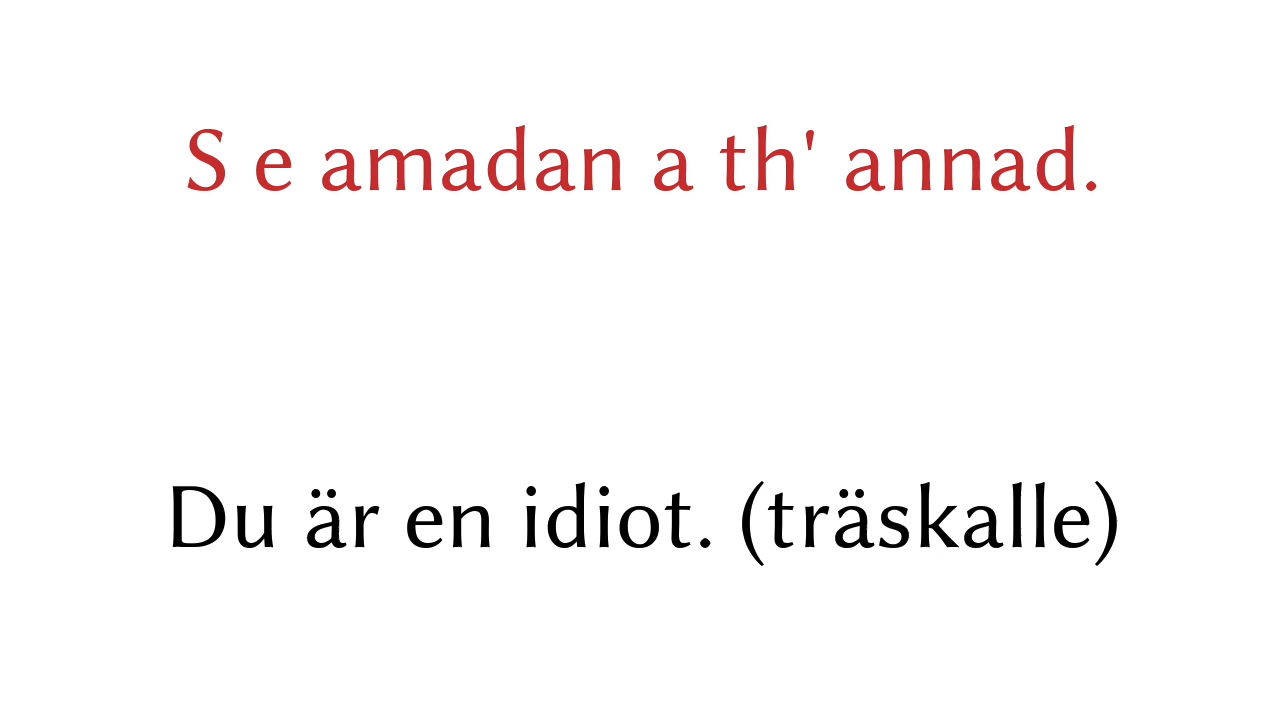 S e amadan a th' annad.
Du är en idiot. (träskalle)